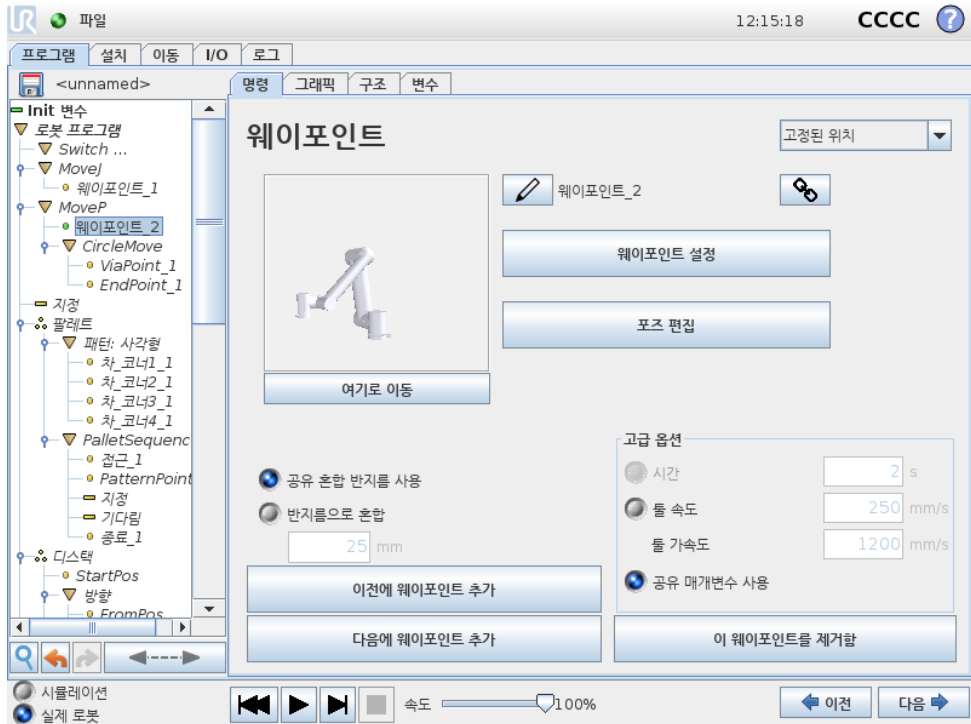 UR 파일 12:15:18 CCCC ?
프로그램 설치 이동 I/O 로그
<unnamed>
명령 그래픽 구조 변수
Init 변수
로봇 프로그램
Switch ...
MoveJ
웨이포인트_1
MoveP
웨이포인트_2
CircleMove
ViaPoint_1
EndPoint_1
지정
팔레트
패턴: 사각형
차_코너1_1
차_코너2_1
차_코너3_1
차_코너4_1
PalletSequenc
접근_1
PatternPoint
지정
기다림
종료_1
디스택
StartPos
방향
FromPos
웨이포인트
고정된 위치
웨이포인트_2
웨이포인트 설정
포즈 편집
여기로 이동
공유 혼합 반지름 사용
반지름으로 혼합
25 mm
고급 옵션
시간 2 s
툴 속도 250 mm/s
툴 가속도 1200 mm/s
공유 매개변수 사용
이전에 웨이포인트 추가
다음에 웨이포인트 추가
이 웨이포인트를 제거함
시뮬레이션
실제 로봇
속도 100%
이전 다음